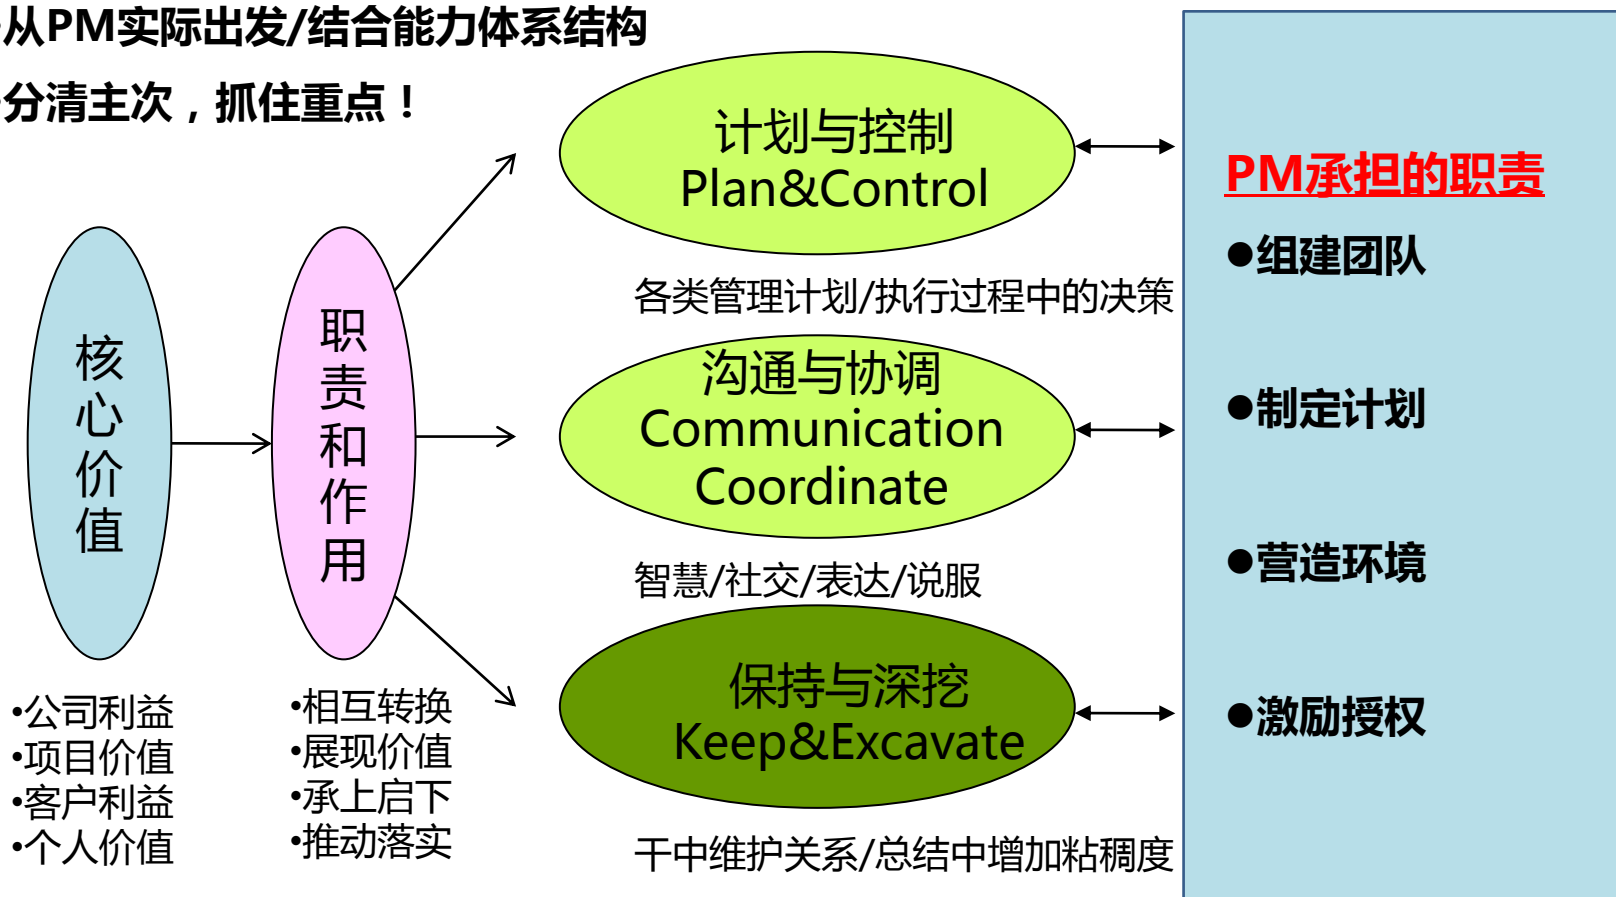 从PM实际出发/结合能力体系结构
分清主次，抓住重点！
核心价值
•公司利益
•项目价值
•客户利益
•个人价值
职责和作用
•相互转换
•展现价值
•承上启下
•推动落实
计划与控制
Plan&Control
各类管理计划/执行过程中的决策
沟通与协调
Communication
Coordinate
智慧/社交/表达/说服
保持与深挖
Keep&Excavate
干中维护关系/总结中增加粘稠度
PM承担的职责
●组建团队
●制定计划
●营造环境
●激励授权